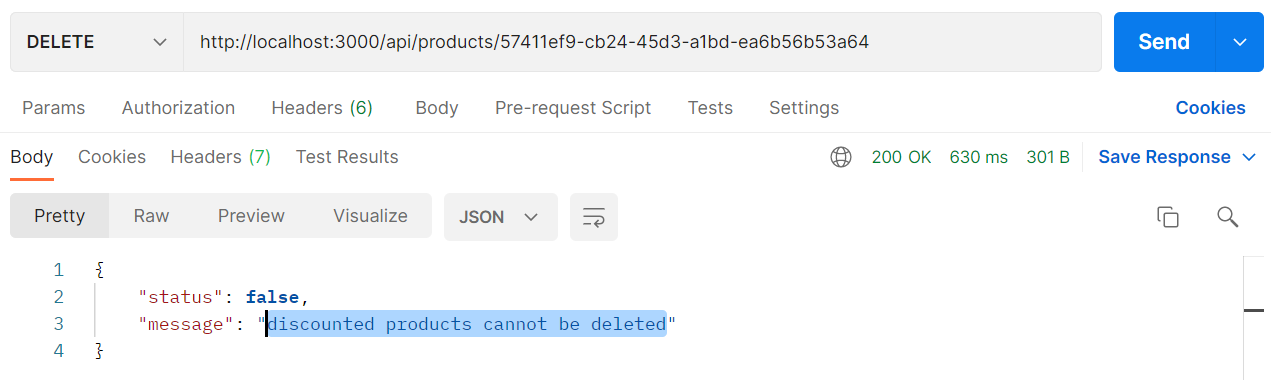 DELETE http://localhost:3000/api/products/57411ef9-cb24-45d3-a1bd-ea6b56b53a64 Send
Params Authorization Headers (6) Body Pre-request Script Tests Settings Cookies
Body Cookies Headers (7) Test Results 200 OK 630 ms 301 B Save Response
Pretty Raw Preview Visualize JSON
1 {
2 "status": false,
3 "message": "discounted products cannot be deleted"
4 }